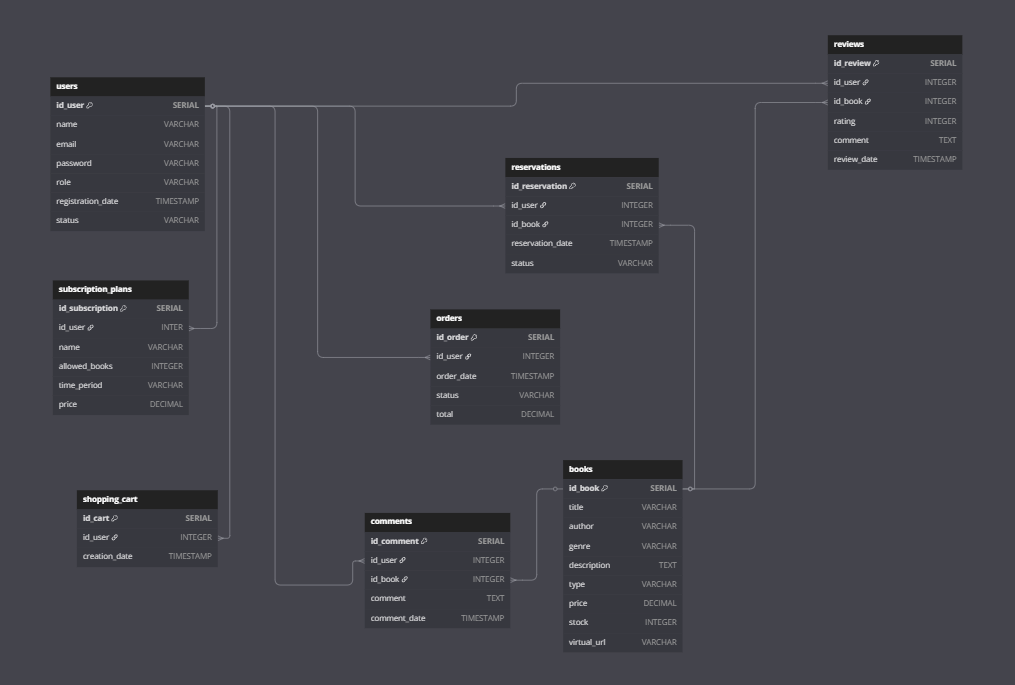 users
id_user SERIAL
name VARCHAR
email VARCHAR
password VARCHAR
role VARCHAR
registration_date TIMESTAMP
status VARCHAR
subscription_plans
id_subscription SERIAL
id_user INTER
name VARCHAR
allowed_books INTEGER
time_period VARCHAR
price DECIMAL
shopping_cart
id_cart SERIAL
id_user INTEGER
creation_date TIMESTAMP
comments
id_comment SERIAL
id_user INTEGER
id_book INTEGER
comment TEXT
comment_date TIMESTAMP
orders
id_order SERIAL
id_user INTEGER
order_date TIMESTAMP
status VARCHAR
total DECIMAL
reservations
id_reservation SERIAL
id_user INTEGER
id_book INTEGER
reservation_date TIMESTAMP
status VARCHAR
books
id_book SERIAL
title VARCHAR
author VARCHAR
genre VARCHAR
description TEXT
type VARCHAR
price DECIMAL
stock INTEGER
virtual_url VARCHAR
reviews
id_review SERIAL
id_user INTEGER
id_book INTEGER
rating INTEGER
comment TEXT
review_date TIMESTAMP